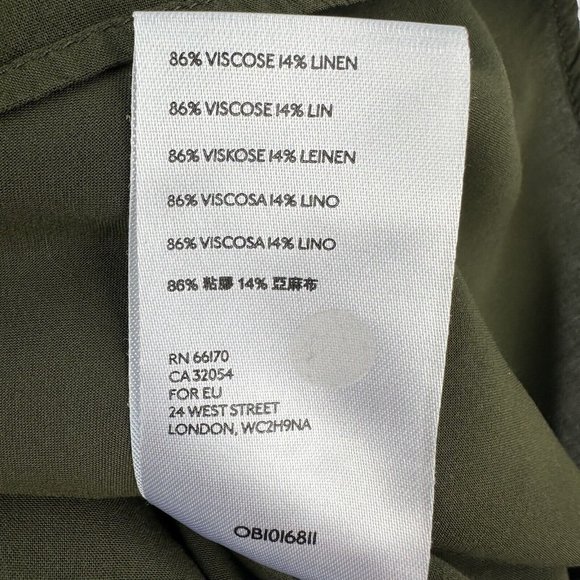 86% VISCOSE 14% LINEN
86% VISCOSE 14% LIN
86% VISKOSE 14% LEINEN
86% VISCOSA 14% LINO
86% VISCOSA 14% LINO
86% 粘膠 14% 亞麻布
RN 66170
CA 32054
FOR EU
24 WEST STREET
LONDON, WC2H9NA
OB1016811